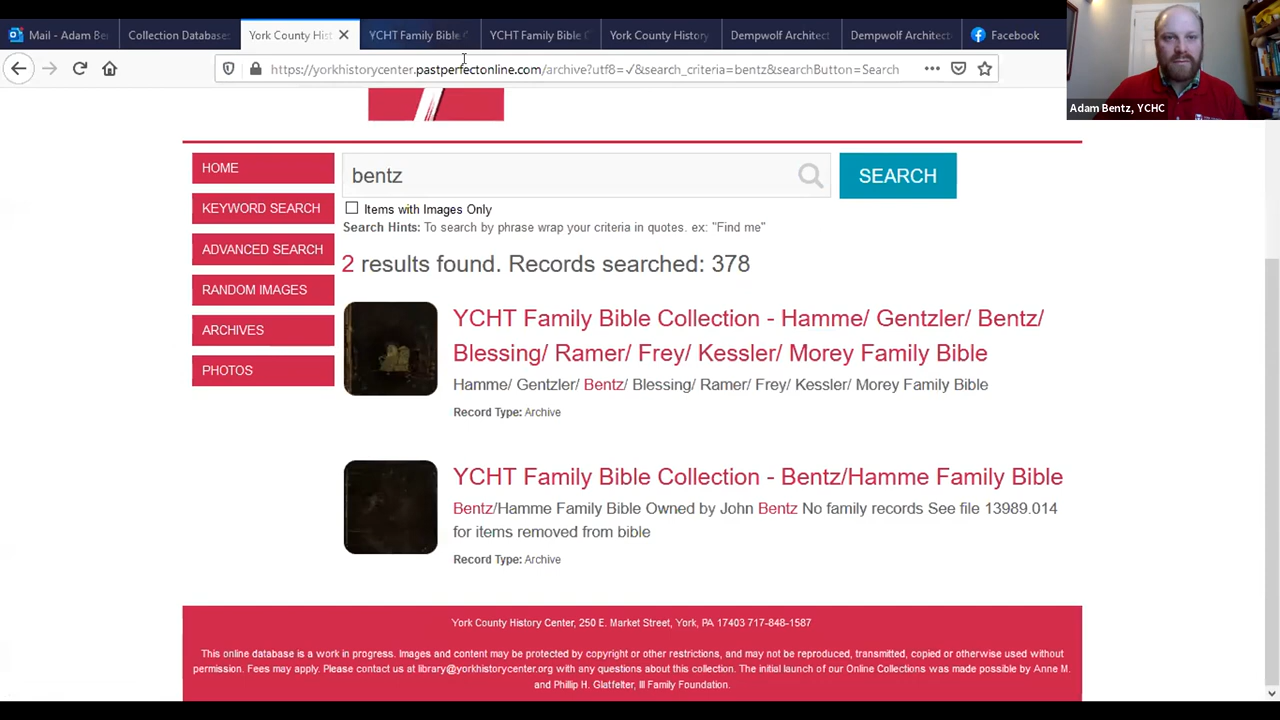 Mail - Adam Be
Collection Database
York County Hist
YCHT Family Bible C
YCHT Family Bible C
York County History
Dempwolf Architect
Dempwolf Architect
Facebook
https://yorkhistorycenter.pastperfectonline.com/archive?utf8=✓&search_criteria=bentz&searchButton=Search
Adam Bentz, YCHC
HOME
KEYWORD SEARCH
ADVANCED SEARCH
RANDOM IMAGES
ARCHIVES
PHOTOS
bentz
SEARCH
Items with Images Only
Search Hints: To search by phrase wrap your criteria in quotes. ex: "Find me"
2 results found. Records searched: 378
YCHT Family Bible Collection - Hamme/ Gentzler/ Bentz/
Blessing/ Ramer/ Frey/ Kessler/ Morey Family Bible
Hamme/ Gentzler/ Bentz/ Blessing/ Ramer/ Frey/ Kessler/ Morey Family Bible
Record Type: Archive
YCHT Family Bible Collection - Bentz/Hamme Family Bible
Bentz/Hamme Family Bible Owned by John Bentz No family records See file 13989.014
for items removed from bible
Record Type: Archive
York County History Center, 250 E. Market Street, York, PA 17403 717-848-1587
This online database is a work in progress. Images and content may be protected by copyright or other restrictions, and may not be reproduced, transmitted, copied or otherwise used without
permission. Fees may apply. Please contact us at library@yorkhistorycenter.org with any questions about this collection. The initial launch of our Online Collections was made possible by Anne M.
and Phillip H. Glatfelter, III Family Foundation.